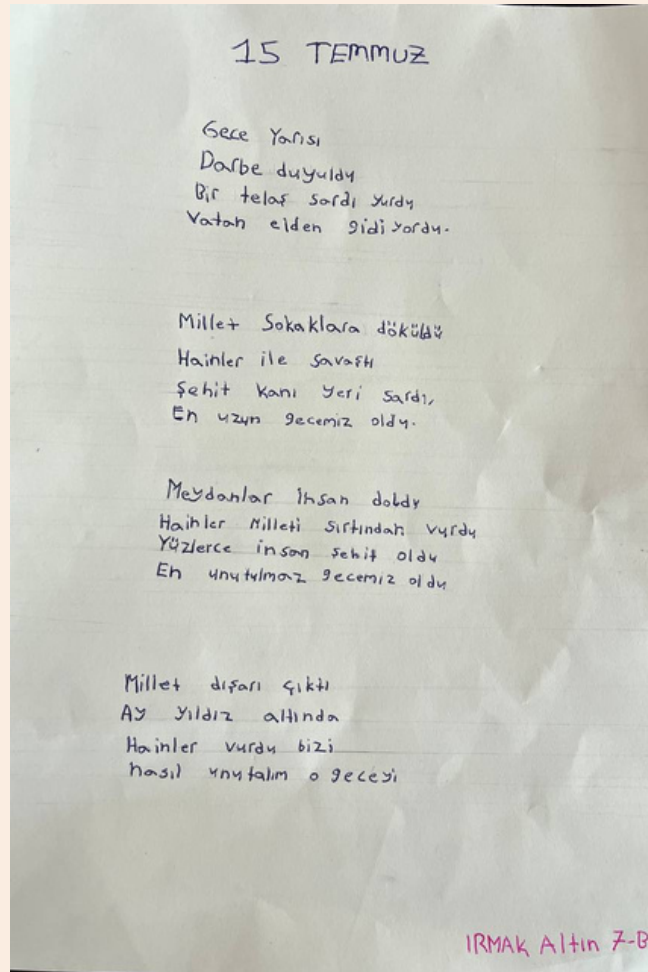 15 TEMMUZ
Gece Yarısı
Darbe duyuldu
Bir telaş sardı yurdu
Vatan elden gidiyordu.
Millet Sokaklara döküldü
Hainler ile savaştı
Şehit kanı yeri sardı,
En uzun gecemiz oldu.
Meydanlar insan doldu
Hainler Milleti sırtından vurdu
Yüzlerce insan şehit oldu
En unutulmaz gecemiz oldu
Millet dışarı çıktı
Ay yıldız altında
Hainler vurdu bizi
nasıl unutalım o geceyi
IRMAK Altın 7-B